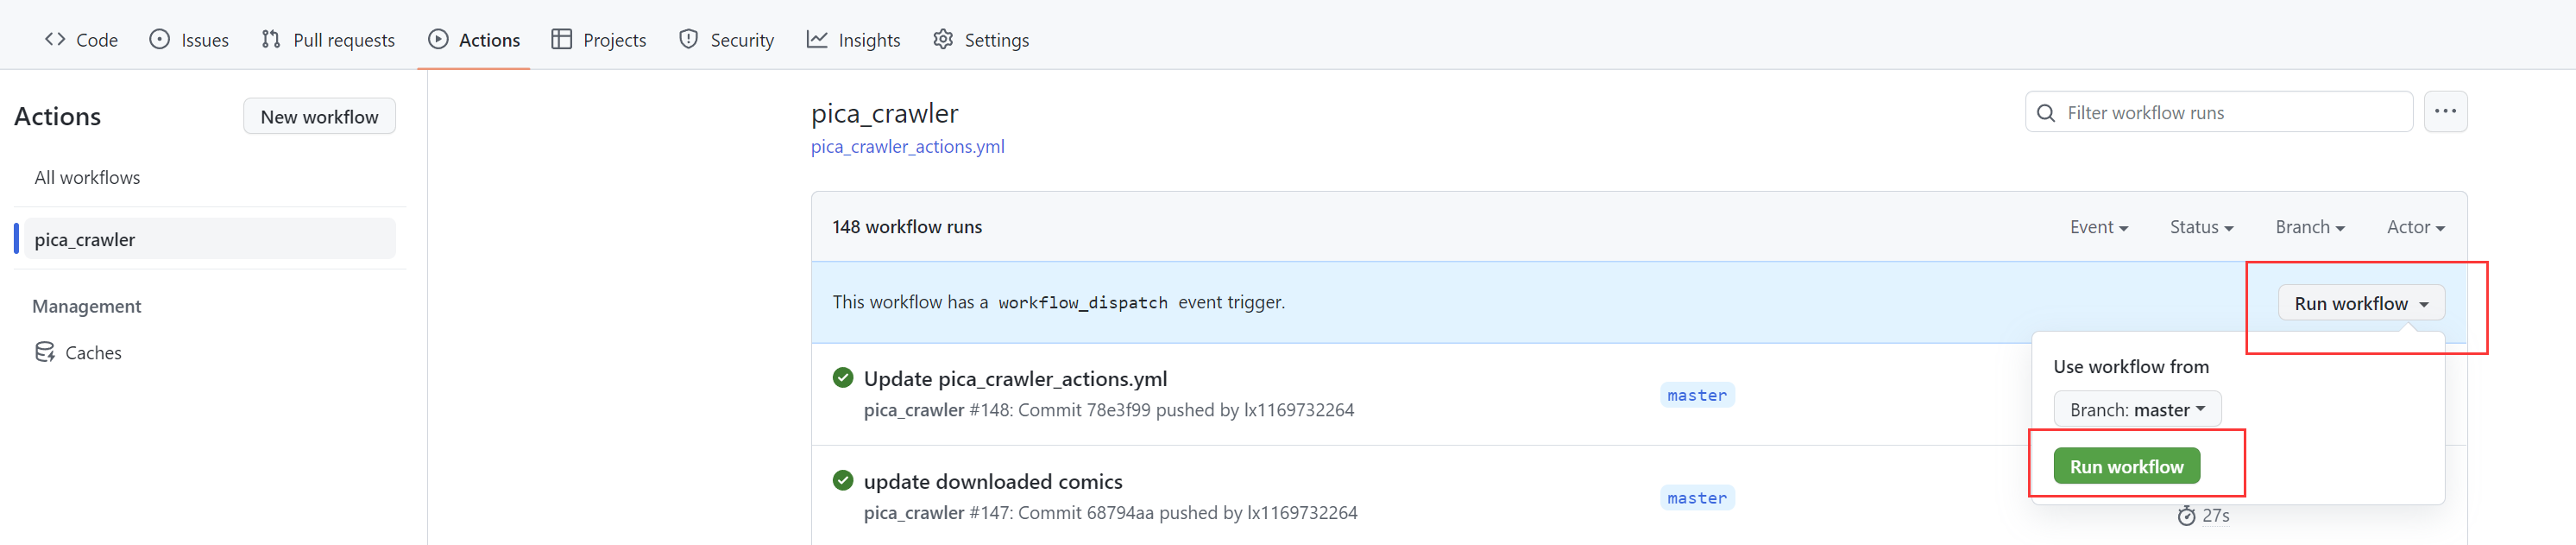 Code Issues Pull requests Actions Projects Security Insights Settings
Actions
New workflow
All workflows
pica_crawler
Management
Caches
pica_crawler
pica_crawler_actions.yml
Filter workflow runs
148 workflow runs
Event Status Branch Actor
This workflow has a workflow_dispatch event trigger.
Run workflow
Use workflow from
Branch: master
Run workflow
Update pica_crawler_actions.yml
pica_crawler #148: Commit 78e3f99 pushed by lx1169732264
master
update downloaded comics
pica_crawler #147: Commit 68794aa pushed by lx1169732264
master
27s